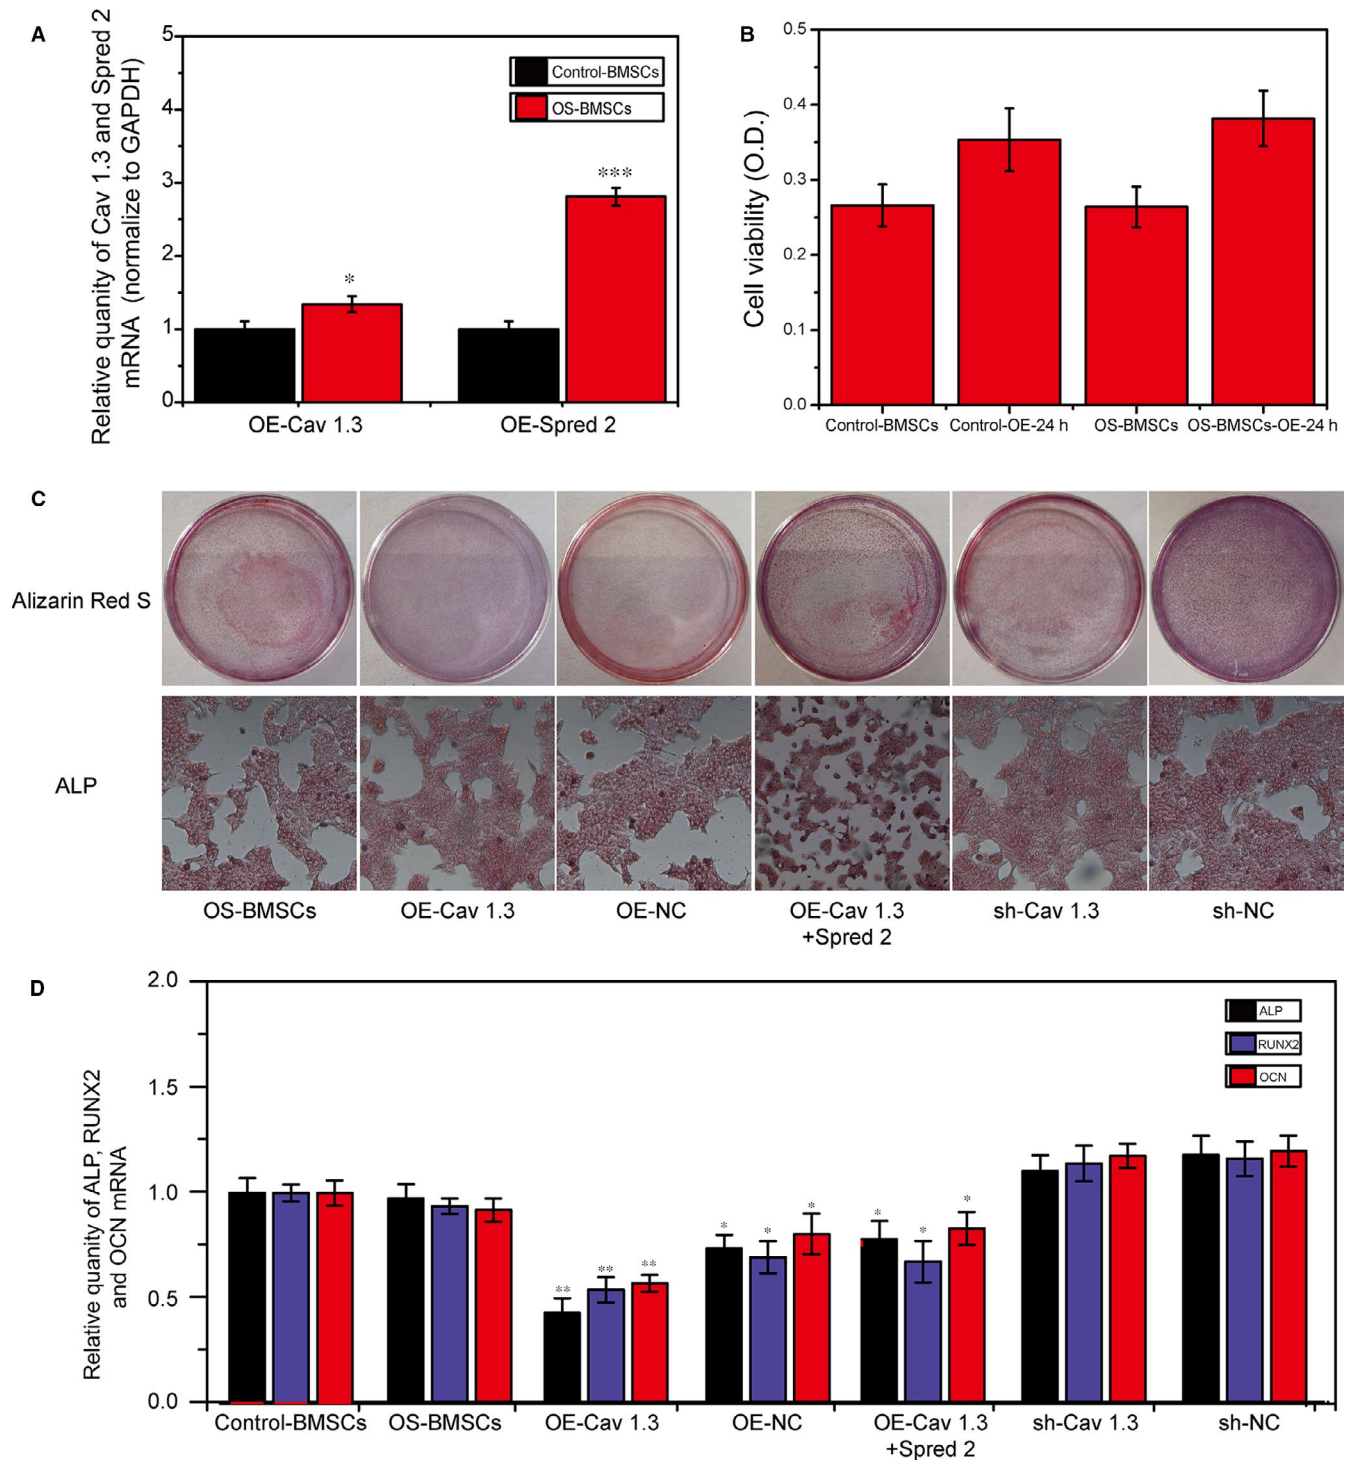 A
Relative quanity of Cav 1.3 and Spred 2
mRNA (normalize to GAPDH)
5
4
3
2
1
0
Control-BMSCs
OS-BMSCs
*
***
OE-Cav 1.3
OE-Spred 2
B
Cell viability (O.D.)
0.5
0.4
0.3
0.2
0.1
0.0
Control-BMSCs
Control-OE-24 h
OS-BMSCs
OS-BMSCs-OE-24 h
C
Alizarin Red S
ALP
OS-BMSCs
OE-Cav 1.3
OE-NC
OE-Cav 1.3
+Spred 2
sh-Cav 1.3
sh-NC
D
Relative quanity of ALP, RUNX2
and OCN mRNA
2.0
1.5
1.0
0.5
0.0
ALP
RUNX2
OCN
** ** **
* * *
* * *
Control-BMSCs
OS-BMSCs
OE-Cav 1.3
OE-NC
OE-Cav 1.3
+Spred 2
sh-Cav 1.3
sh-NC